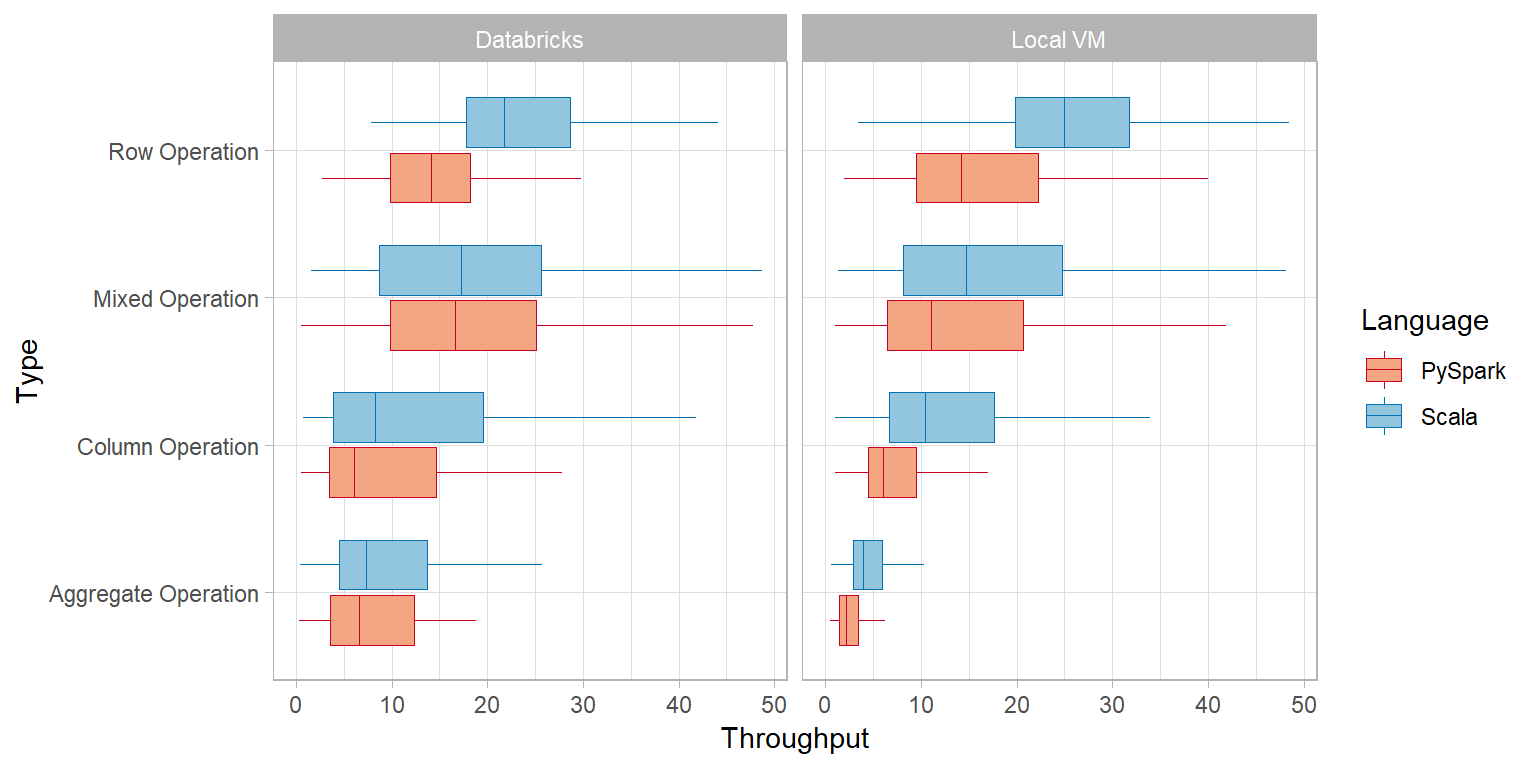 Databricks
Local VM
Type
Row Operation
Mixed Operation
Column Operation
Aggregate Operation
0 10 20 30 40 50
0 10 20 30 40 50
Throughput
Language
PySpark
Scala